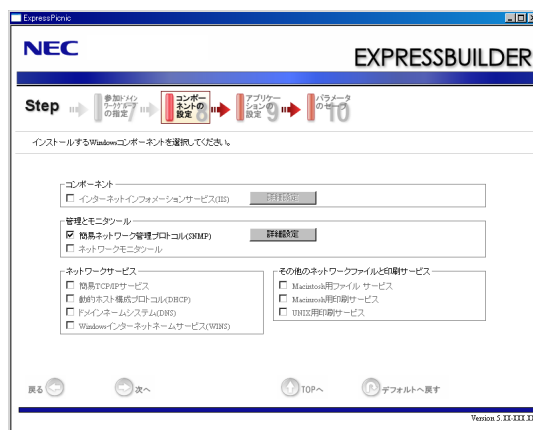 ExpressPicnic
NEC
EXPRESSBUILDER
Step
参加ドメイン
ワークグループ
の指定 7
コンポー
ネントの
設定 8
アプリケー
ションの
設定 9
パラメータ
のセーブ 10
インストールするWindowsコンポーネントを選択してください。
コンポーネント
インターネットインフォメーションサービス(IIS)
詳細設定
管理とモニタツール
簡易ネットワーク管理プロトコル(SNMP)
詳細設定
ネットワークモニタツール
ネットワークサービス
簡易TCP/IPサービス
動的ホスト構成プロトコル(DHCP)
ドメインネームシステム(DNS)
Windowsインターネットネームサービス(WINS)
その他のネットワークファイルと印刷サービス
Macintosh用ファイル サービス
Macintosh用印刷サービス
UNIX用印刷サービス
戻る
次へ
TOPへ
デフォルトへ戻す
Version 5.